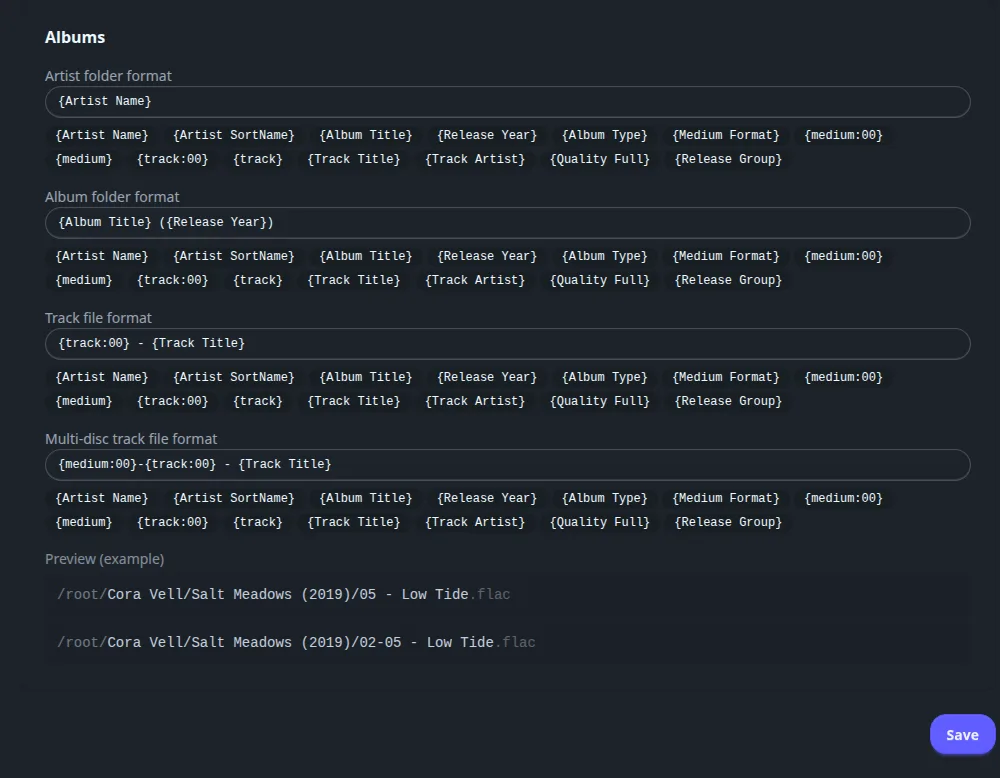 Albums
Artist folder format
{Artist Name}
{Artist Name} {Artist SortName} {Album Title} {Release Year} {Album Type} {Medium Format} {medium:00}
{medium} {track:00} {track} {Track Title} {Track Artist} {Quality Full} {Release Group}
Album folder format
{Album Title} ({Release Year})
{Artist Name} {Artist SortName} {Album Title} {Release Year} {Album Type} {Medium Format} {medium:00}
{medium} {track:00} {track} {Track Title} {Track Artist} {Quality Full} {Release Group}
Track file format
{track:00} - {Track Title}
{Artist Name} {Artist SortName} {Album Title} {Release Year} {Album Type} {Medium Format} {medium:00}
{medium} {track:00} {track} {Track Title} {Track Artist} {Quality Full} {Release Group}
Multi-disc track file format
{medium:00}-{track:00} - {Track Title}
{Artist Name} {Artist SortName} {Album Title} {Release Year} {Album Type} {Medium Format} {medium:00}
{medium} {track:00} {track} {Track Title} {Track Artist} {Quality Full} {Release Group}
Preview (example)
/root/Cora Vell/Salt Meadows (2019)/05 - Low Tide.flac
/root/Cora Vell/Salt Meadows (2019)/02-05 - Low Tide.flac
Save